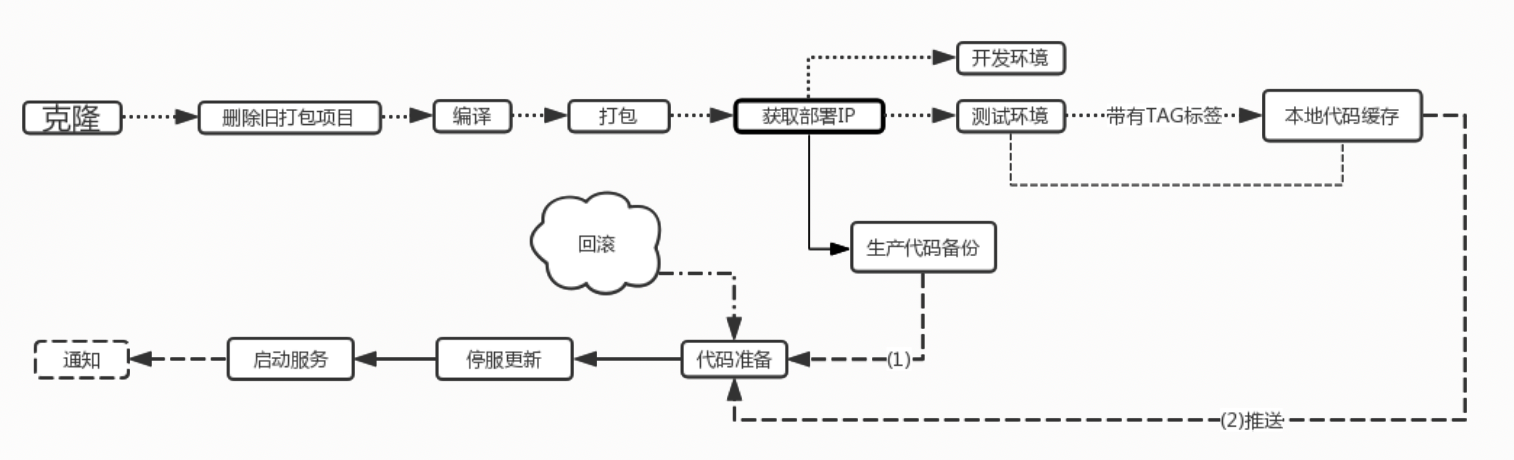 开发环境
克隆
删除旧打包项目
编译
打包
获取部署IP
测试环境
带有TAG标签
本地代码缓存
回滚
生产代码备份
通知
启动服务
停服更新
代码准备
(1)
(2)推送